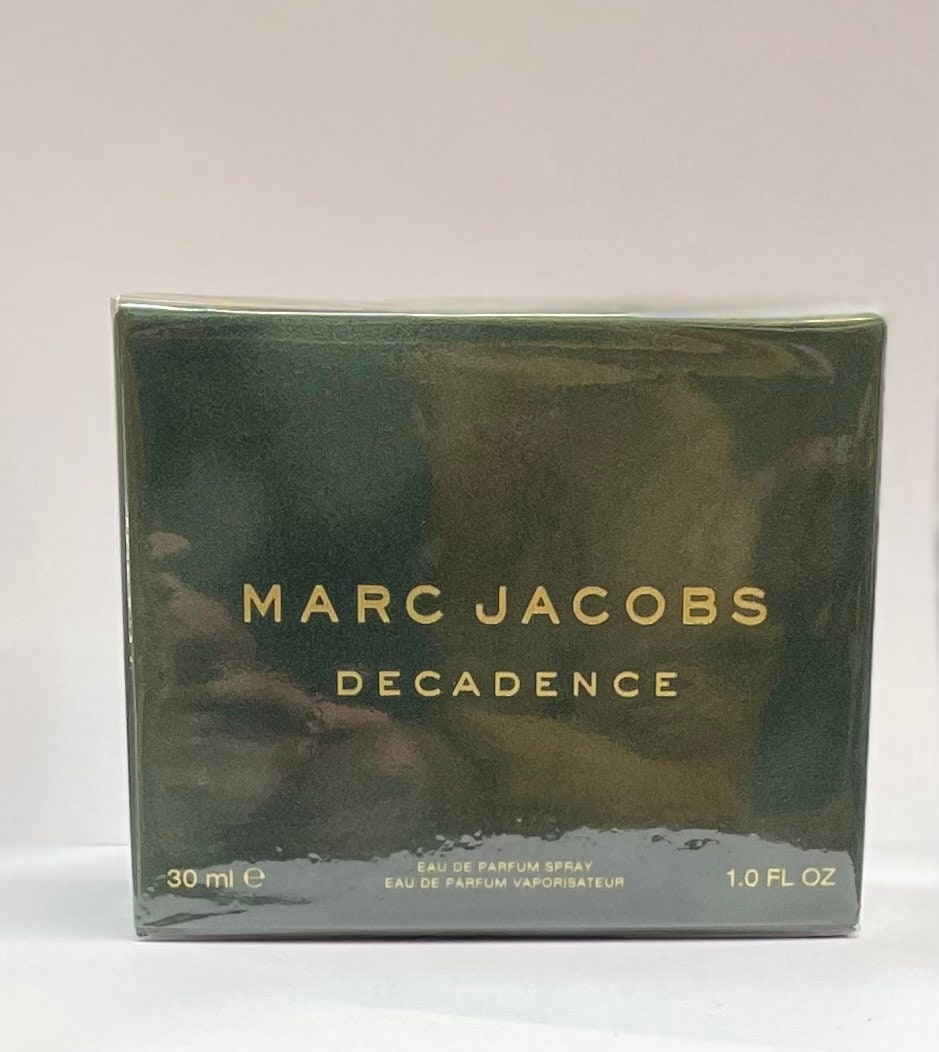 MARC JACOBS
DECADENCE
EAU DE PARFUM SPRAY
30 ml ℮ EAU DE PARFUM VAPORISATEUR 1.0 FL OZ